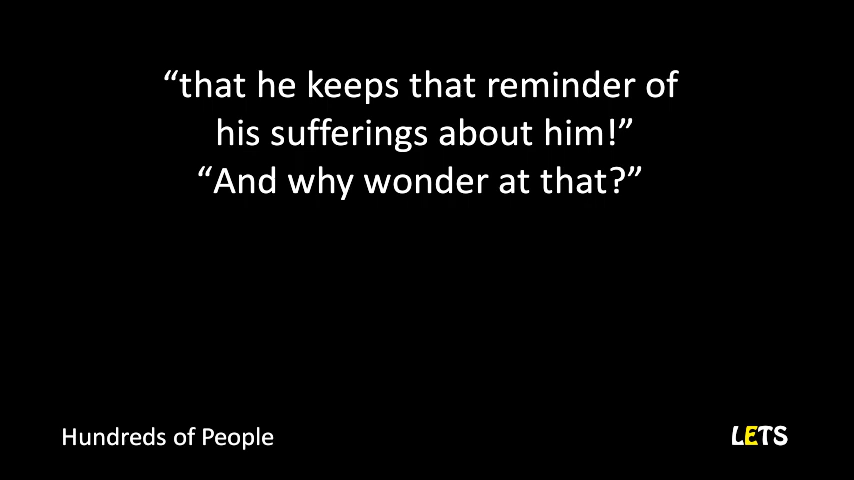 “that he keeps that reminder of
his sufferings about him!”
“And why wonder at that?”
Hundreds of People
LETS